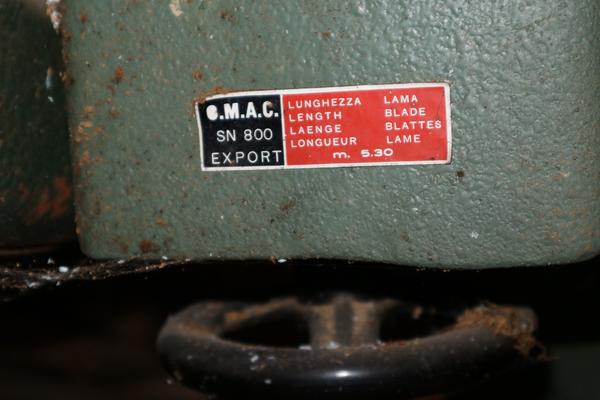 C.M.A.C.
SN 800
EXPORT
LUNGHEZZA LAMA
LENGTH BLADE
LAENGE BLATTES
LONGUEUR LAME
m. 5.30